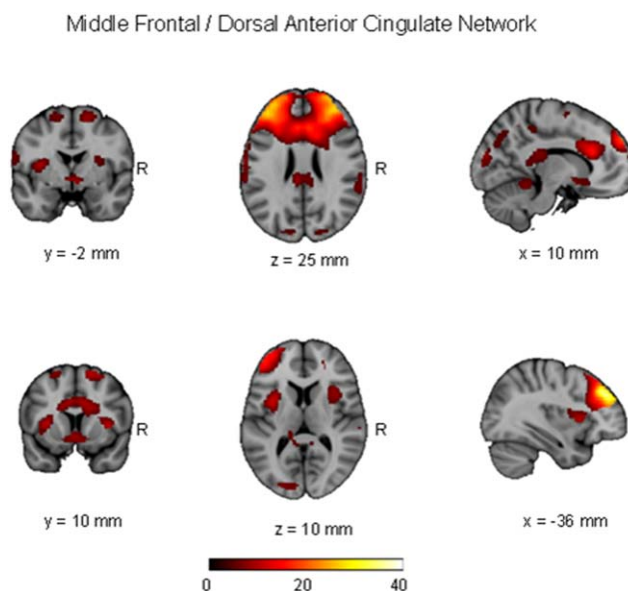 Middle Frontal / Dorsal Anterior Cingulate Network
R
R
y = -2 mm
z = 25 mm
x = 10 mm
R
R
y = 10 mm
z = 10 mm
x = -36 mm
0
20
40